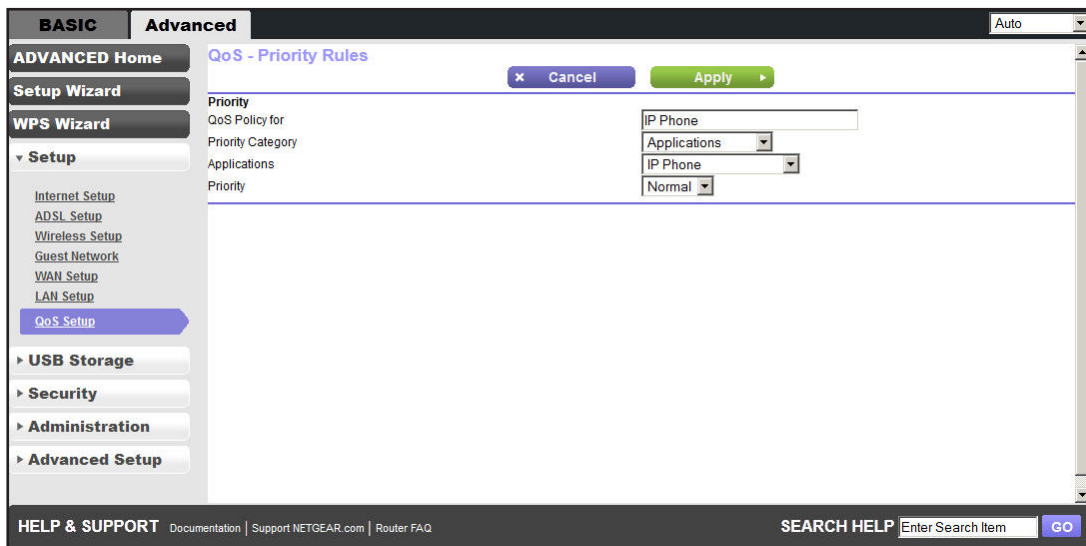 BASIC
Advanced
Auto
ADVANCED Home
Setup Wizard
WPS Wizard
Setup
Internet Setup
ADSL Setup
Wireless Setup
Guest Network
WAN Setup
LAN Setup
QoS Setup
USB Storage
Security
Administration
Advanced Setup
QoS - Priority Rules
Cancel
Apply
Priority
QoS Policy for IP Phone
Priority Category Applications
Applications IP Phone
Priority Normal
HELP & SUPPORT Documentation | Support NETGEAR.com | Router FAQ
SEARCH HELP Enter Search Item GO